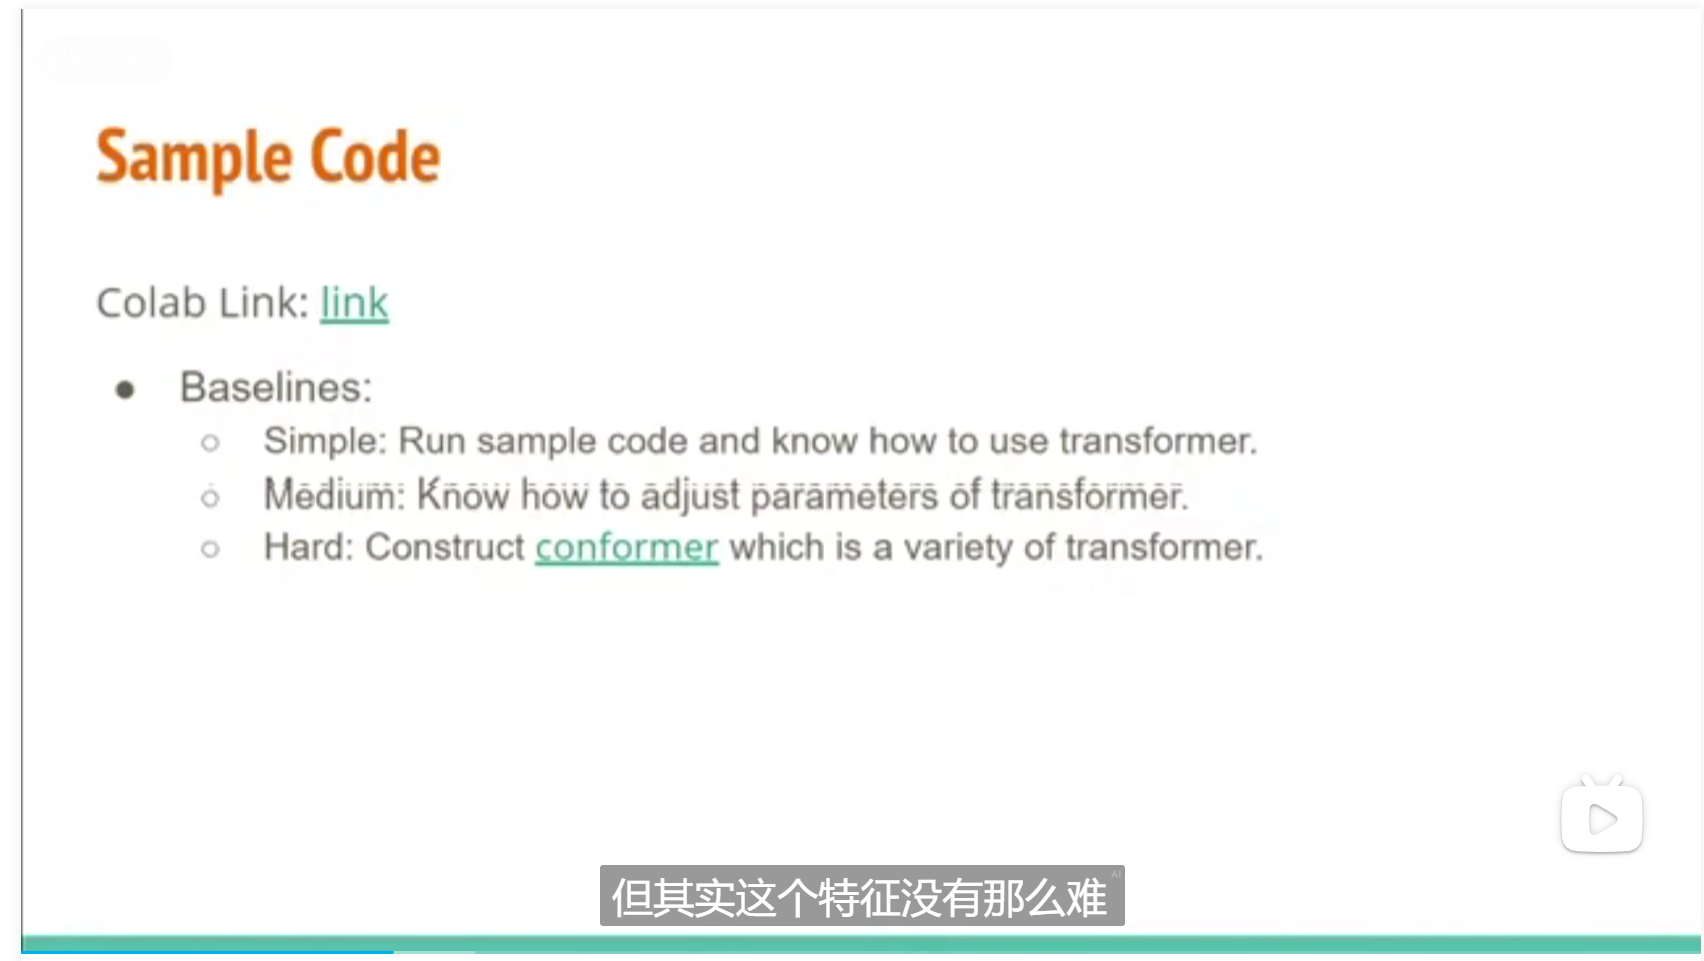 Sample Code
Colab Link: link
● Baselines:
○ Simple: Run sample code and know how to use transformer.
○ Medium: Know how to adjust parameters of transformer.
○ Hard: Construct conformer which is a variety of transformer.
AI
但其实这个特征没有那么难